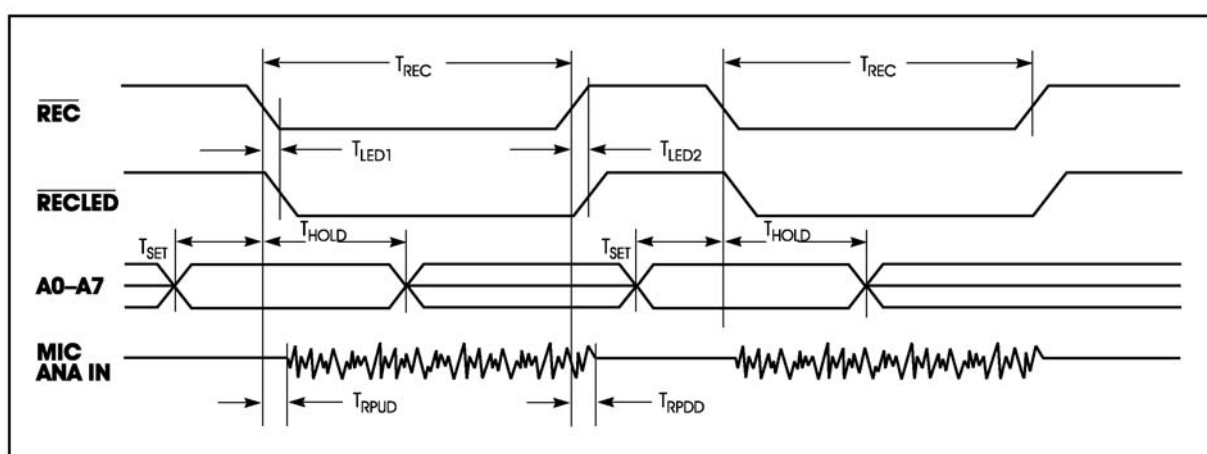 T_REC T_REC
REC
T_LED1 T_LED2
RECLED
T_SET T_HOLD T_SET T_HOLD
A0–A7
MIC
ANA IN
T_RPUD T_RPDD